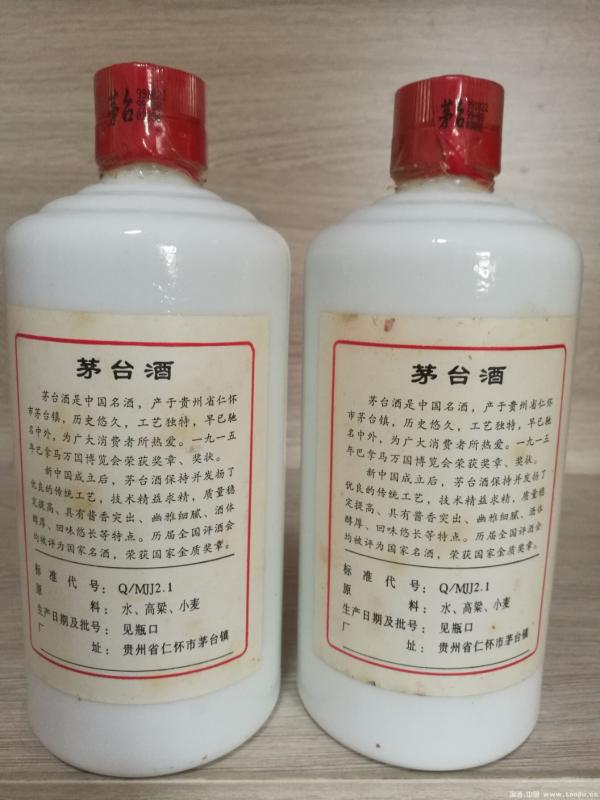 茅台
茅台酒
茅台酒是中国名酒，产于贵州省仁怀
市茅台镇，历史悠久，工艺独特，早已驰
名中外，为广大消费者所热爱。一九一五
年巴拿马万国博览会荣获奖章、奖状。
新中国成立后，茅台酒保持并发扬了
优良的传统工艺，技术精益求精，质量稳
定提高、具有酱香突出、幽雅细腻、酒体
醇厚、回味悠长等特点。历届全国评酒会
均被评为国家名酒，荣获国家金质奖章。
标准代号：Q/MJJ2.1
原料：水、高粱、小麦
生产日期及批号：见瓶口
厂址：贵州省仁怀市茅台镇
茅台
茅台酒
茅台酒是中国名酒，产于贵州省仁怀
市茅台镇，历史悠久，工艺独特，早已驰
名中外，为广大消费者所热爱。一九一五
年巴拿马万国博览会荣获奖章、奖状。
新中国成立后，茅台酒保持并发扬了
优良的传统工艺，技术精益求精，质量稳
定提高、具有酱香突出、幽雅细腻、酒体
醇厚、回味悠长等特点。历届全国评酒会
均被评为国家名酒，荣获国家金质奖章。
标准代号：Q/MJJ2.1
原料：水、高粱、小麦
生产日期及批号：见瓶口
厂址：贵州省仁怀市茅台镇